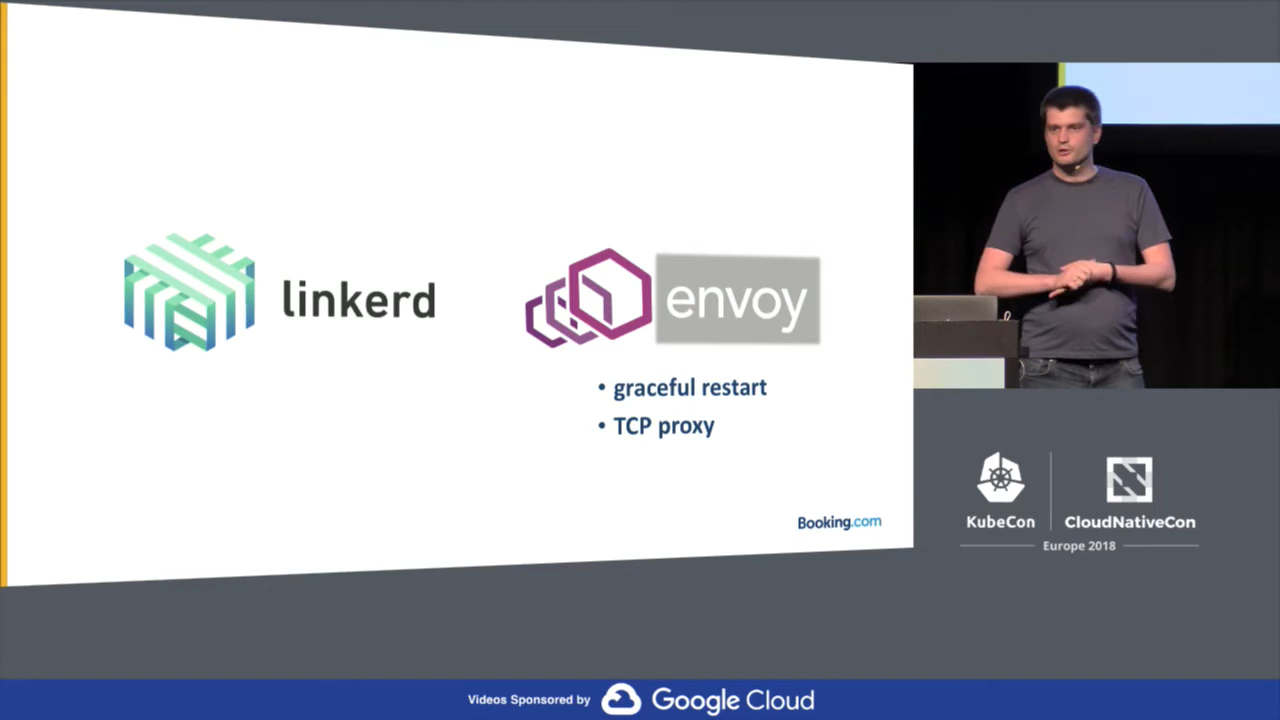 linkerd
envoy
• graceful restart
• TCP proxy
Booking.com
KubeCon
CloudNativeCon
Europe 2018
Videos Sponsored by Google Cloud